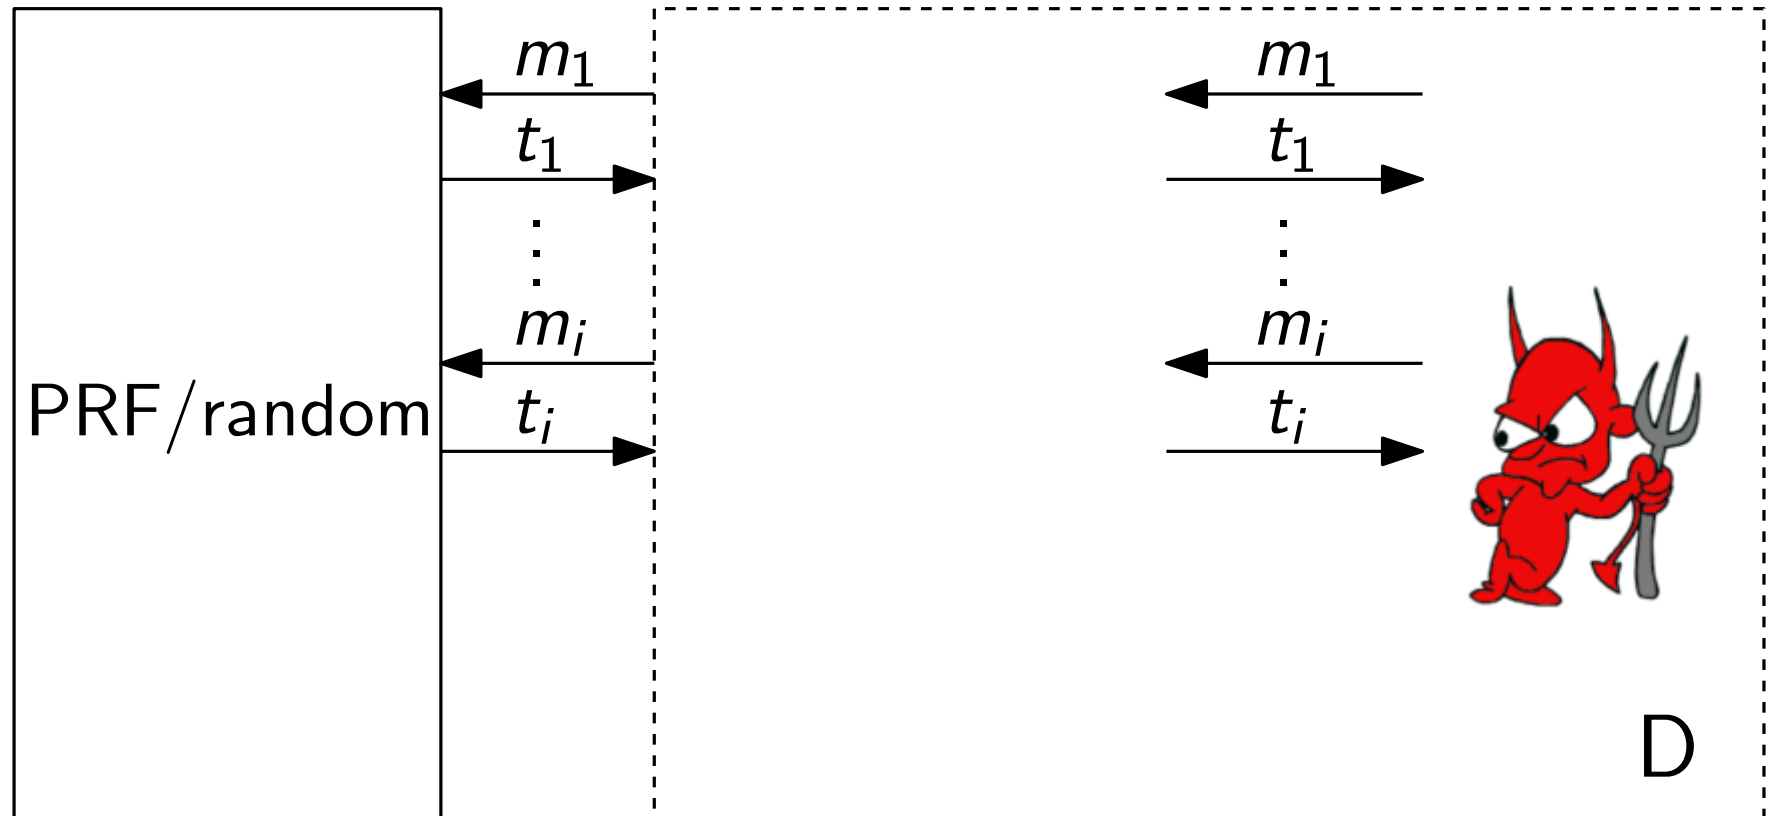 m₁ m₁
t₁ t₁
⋮ ⋮
mᵢ mᵢ
PRF/random tᵢ tᵢ
D